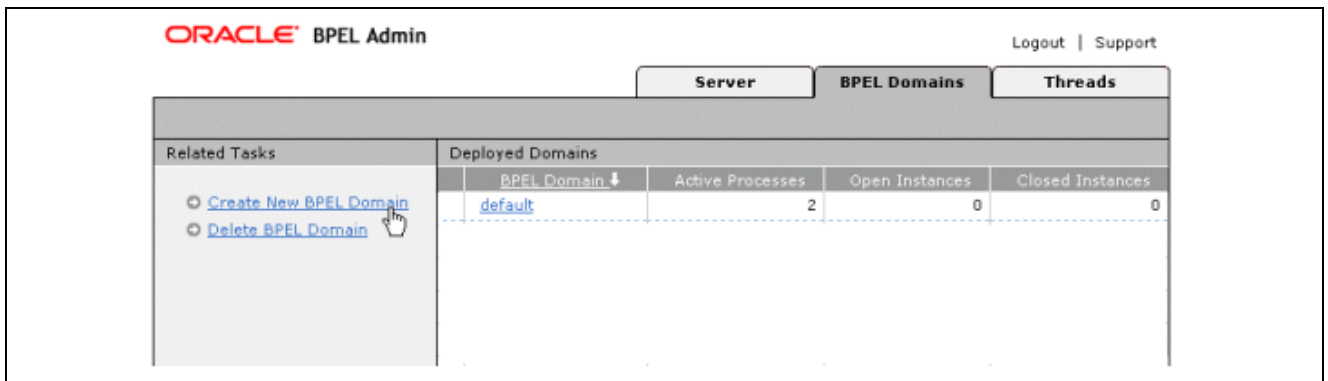 ORACLE BPEL Admin
Logout | Support
Server BPEL Domains Threads
Related Tasks Deployed Domains
BPEL Domain Active Processes Open Instances Closed Instances
Create New BPEL Domain default 2 0 0
Delete BPEL Domain